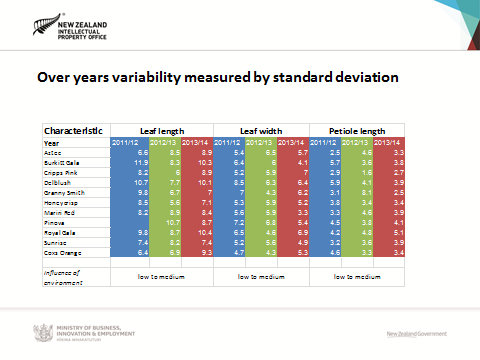 NEW ZEALAND
INTELLECTUAL
PROPERTY OFFICE
Over years variability measured by standard deviation
Characteristic Leaf length Leaf width Petiole length
Year 2011/12 2012/13 2013/14 2011/12 2012/13 2013/14 2011/12 2012/13 2013/14
Aztec 6.6 8.5 8.9 5.4 6.5 5.7 2.5 4.6 3.3
Burkitt Gala 11.9 8.3 10.3 6.4 6 4.1 5.7 3.6 3.8
Cripps Pink 8.2 6 8.9 5.2 5.9 7 2.9 1.6 2.7
Delblush 10.7 7.7 10.1 8.5 6.3 6.4 5.9 4.1 3.9
Granny Smith 9.8 6.7 7 7 4.3 6.2 3.1 8.1 2.5
Honeycrisp 8.5 5.6 7.1 5.3 5.9 5.2 3.8 2.4 3.4
Mariri Red 8.2 8.9 8.4 5.6 5.9 3.3 3.3 4.6 3.9
Pinova 10.7 8.7 7.2 6.8 5.4 4.5 3.8 4.1
Royal Gala 9.8 8.7 10.4 6.5 4.6 6.9 4.2 4.8 5.1
Sunrise 7.4 8.2 7.4 5.2 5.6 4.9 3.2 3.6 3.9
Coxs Orange 6.4 6.9 9.3 4.7 4.3 5.3 4.6 3.3 3.4
Influence of
environment low to medium low to medium low to medium
MINISTRY OF BUSINESS,
INNOVATION & EMPLOYMENT
HĪKINA WHAKATUTUKI
New Zealand Government